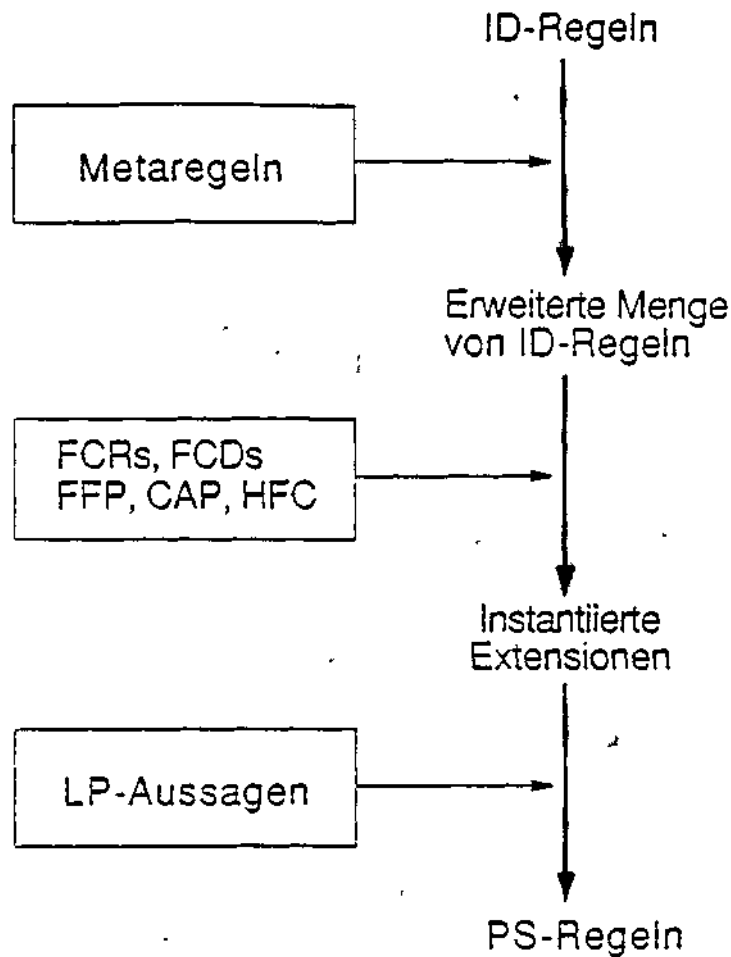 ID-Regeln
Metaregeln
Erweiterte Menge
von ID-Regeln
FCRs, FCDs
FFP, CAP, HFC
Instantiierte
Extensionen
LP-Aussagen
PS-Regeln